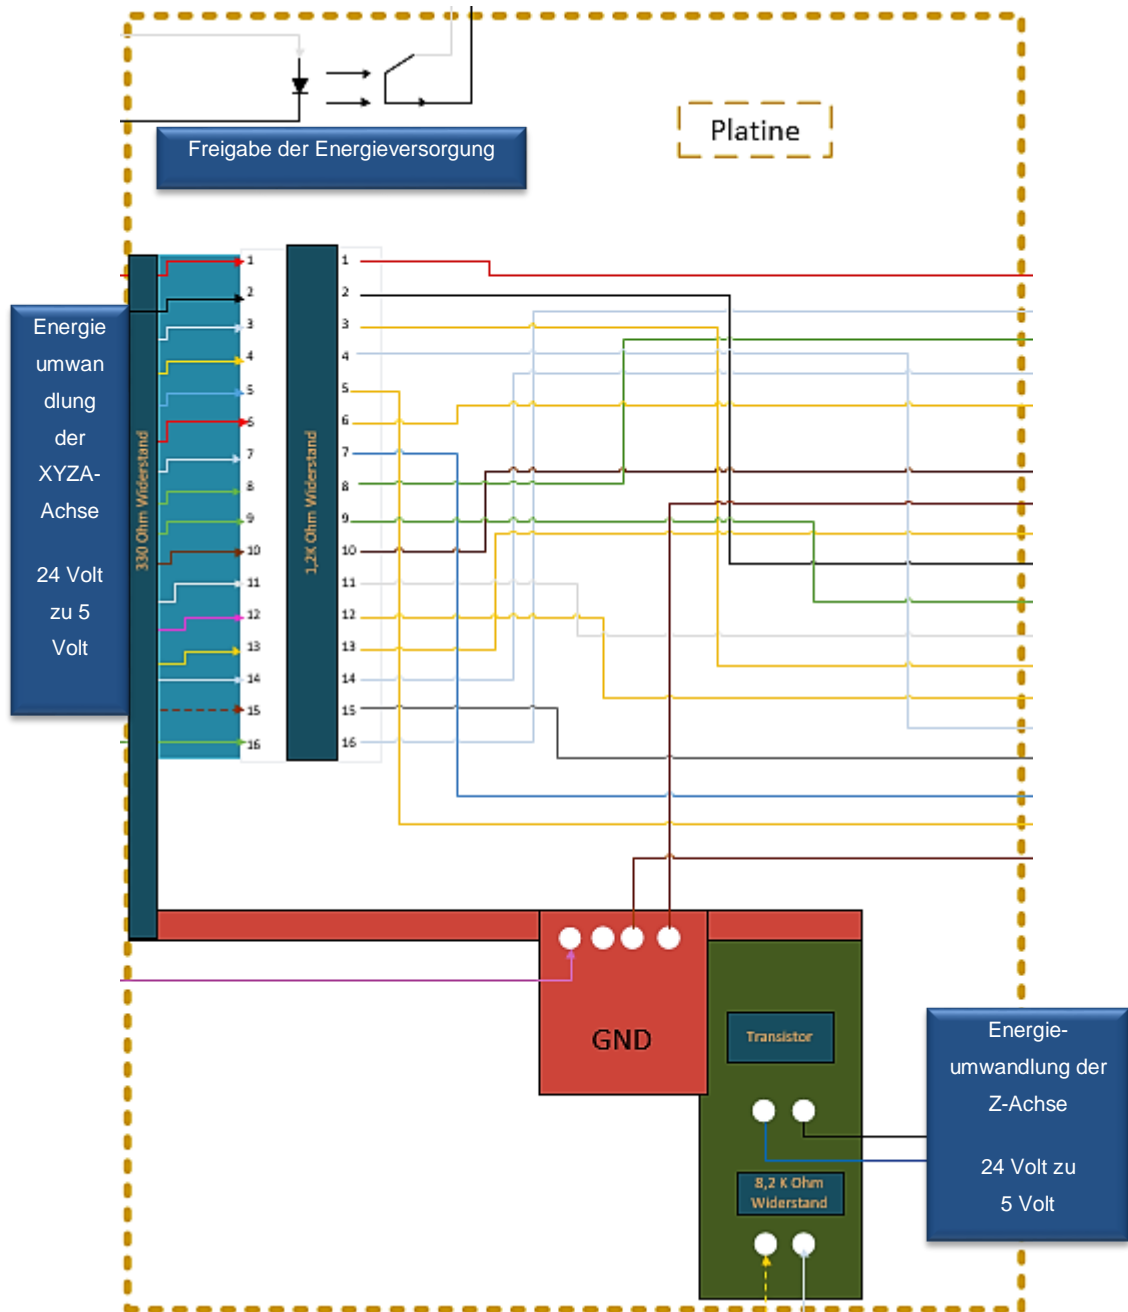 Platine
Freigabe der Energieversorgung
Energie
umwan
dlung
der
XYZA-
Achse
24 Volt
zu 5
Volt
330 Ohm Widerstand
1
2
3
4
5
6
7
8
9
10
11
12
13
14
15
16
1,2K Ohm Widerstand
1
2
3
4
5
6
7
8
9
10
11
12
13
14
15
16
GND
Transistor
8,2 K Ohm
Widerstand
Energie-
umwandlung der
Z-Achse
24 Volt zu
5 Volt